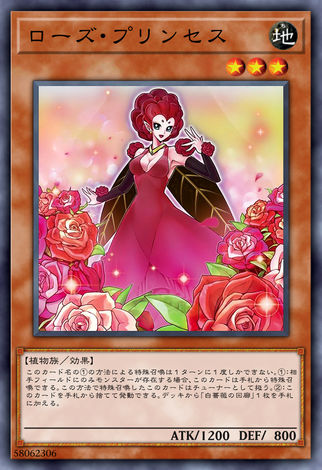 ローズ・プリンセス
地
【植物族／効果】
このカード名の①の方法による特殊召喚は１ターンに１度しかできない。①：相
手フィールドにのみモンスターが存在する場合、このカードは手札から特殊召喚
できる。この方法で特殊召喚したこのカードはチューナーとして扱う。②：こ
のカードを手札から捨てて発動できる。デッキから「白薔薇の回廊」１枚を手札
に加える。
ATK/1200 DEF/ 800
58062306